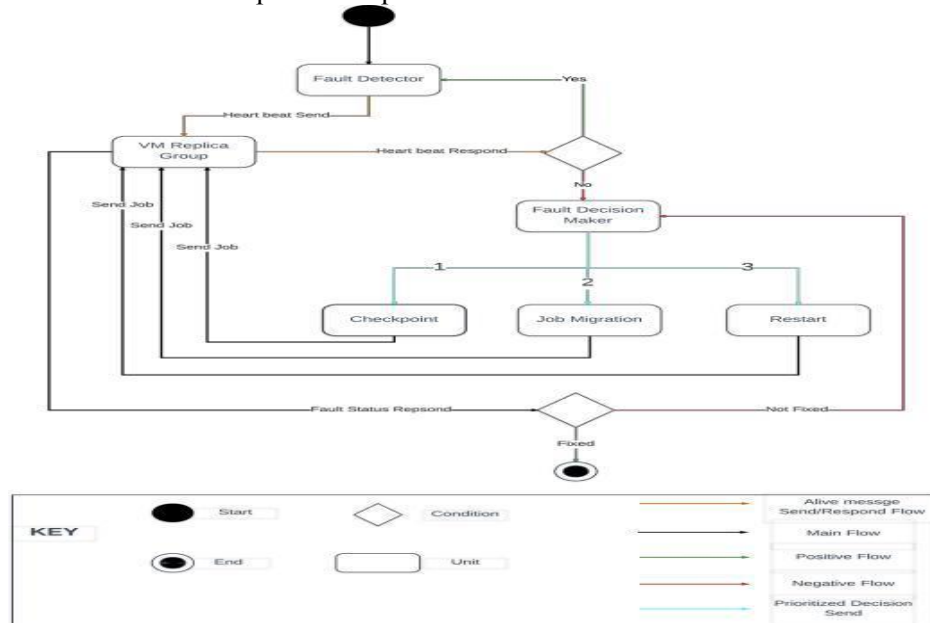 Fault Detector
Yes
Heart beat Send
VM Replica
Group
Heart beat Respond
No
Send Job
Send Job
Send Job
Fault Decision
Maker
1
2
3
Checkpoint
Job Migration
Restart
Fault Status Repsond
Not Fixed
Fixed
KEY
Start
Condition
Alive messge
Send/Respond Flow
Main Flow
Positive Flow
End
Unit
Negative Flow
Prioritized Decision
Send